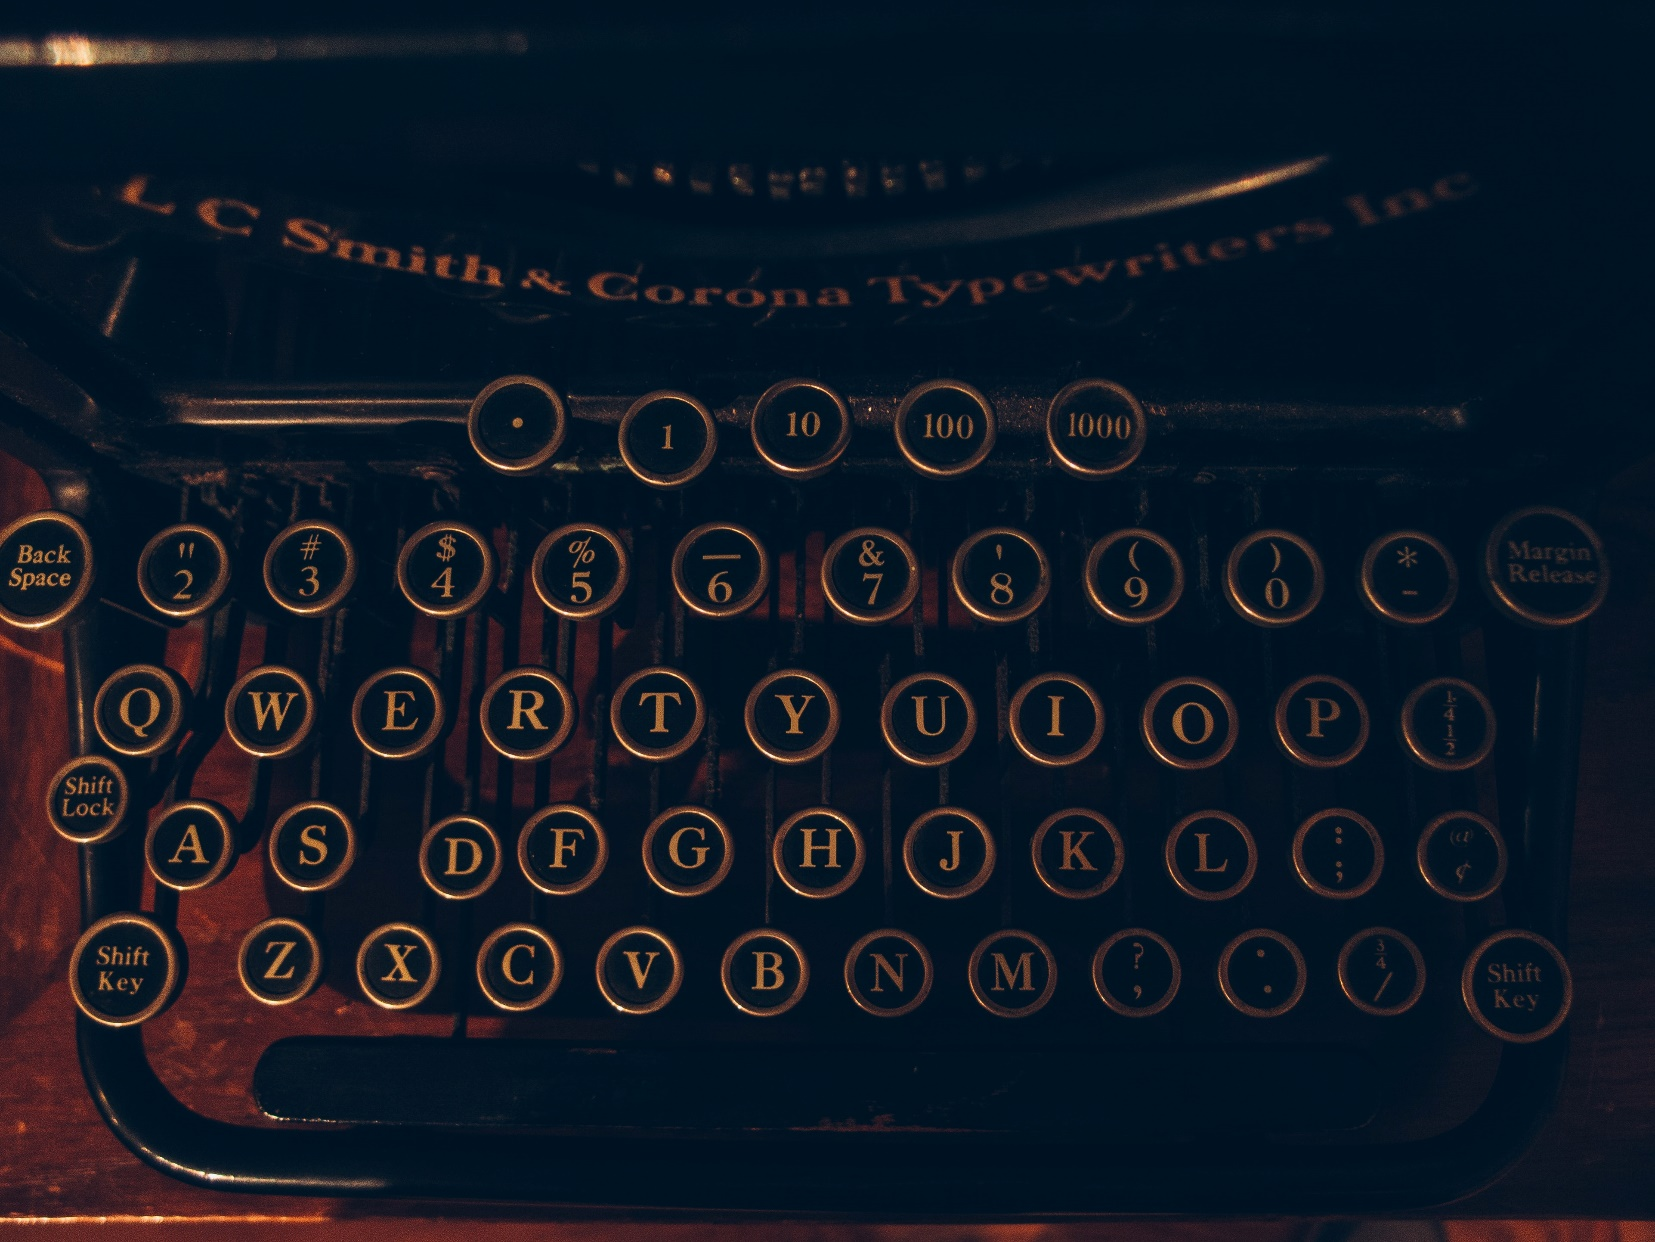 L C Smith & Corona Typewriters Inc
. 1 10 100 1000
Back Space " 2 # 3 $ 4 % 5 _ 6 & 7 ' 8 ( 9 ) 0 * - Margin Release
Q W E R T Y U I O P ¼ ½
Shift Lock A S D F G H J K L : ; @ ¢
Shift Key Z X C V B N M ? , . . ¾ / Shift Key